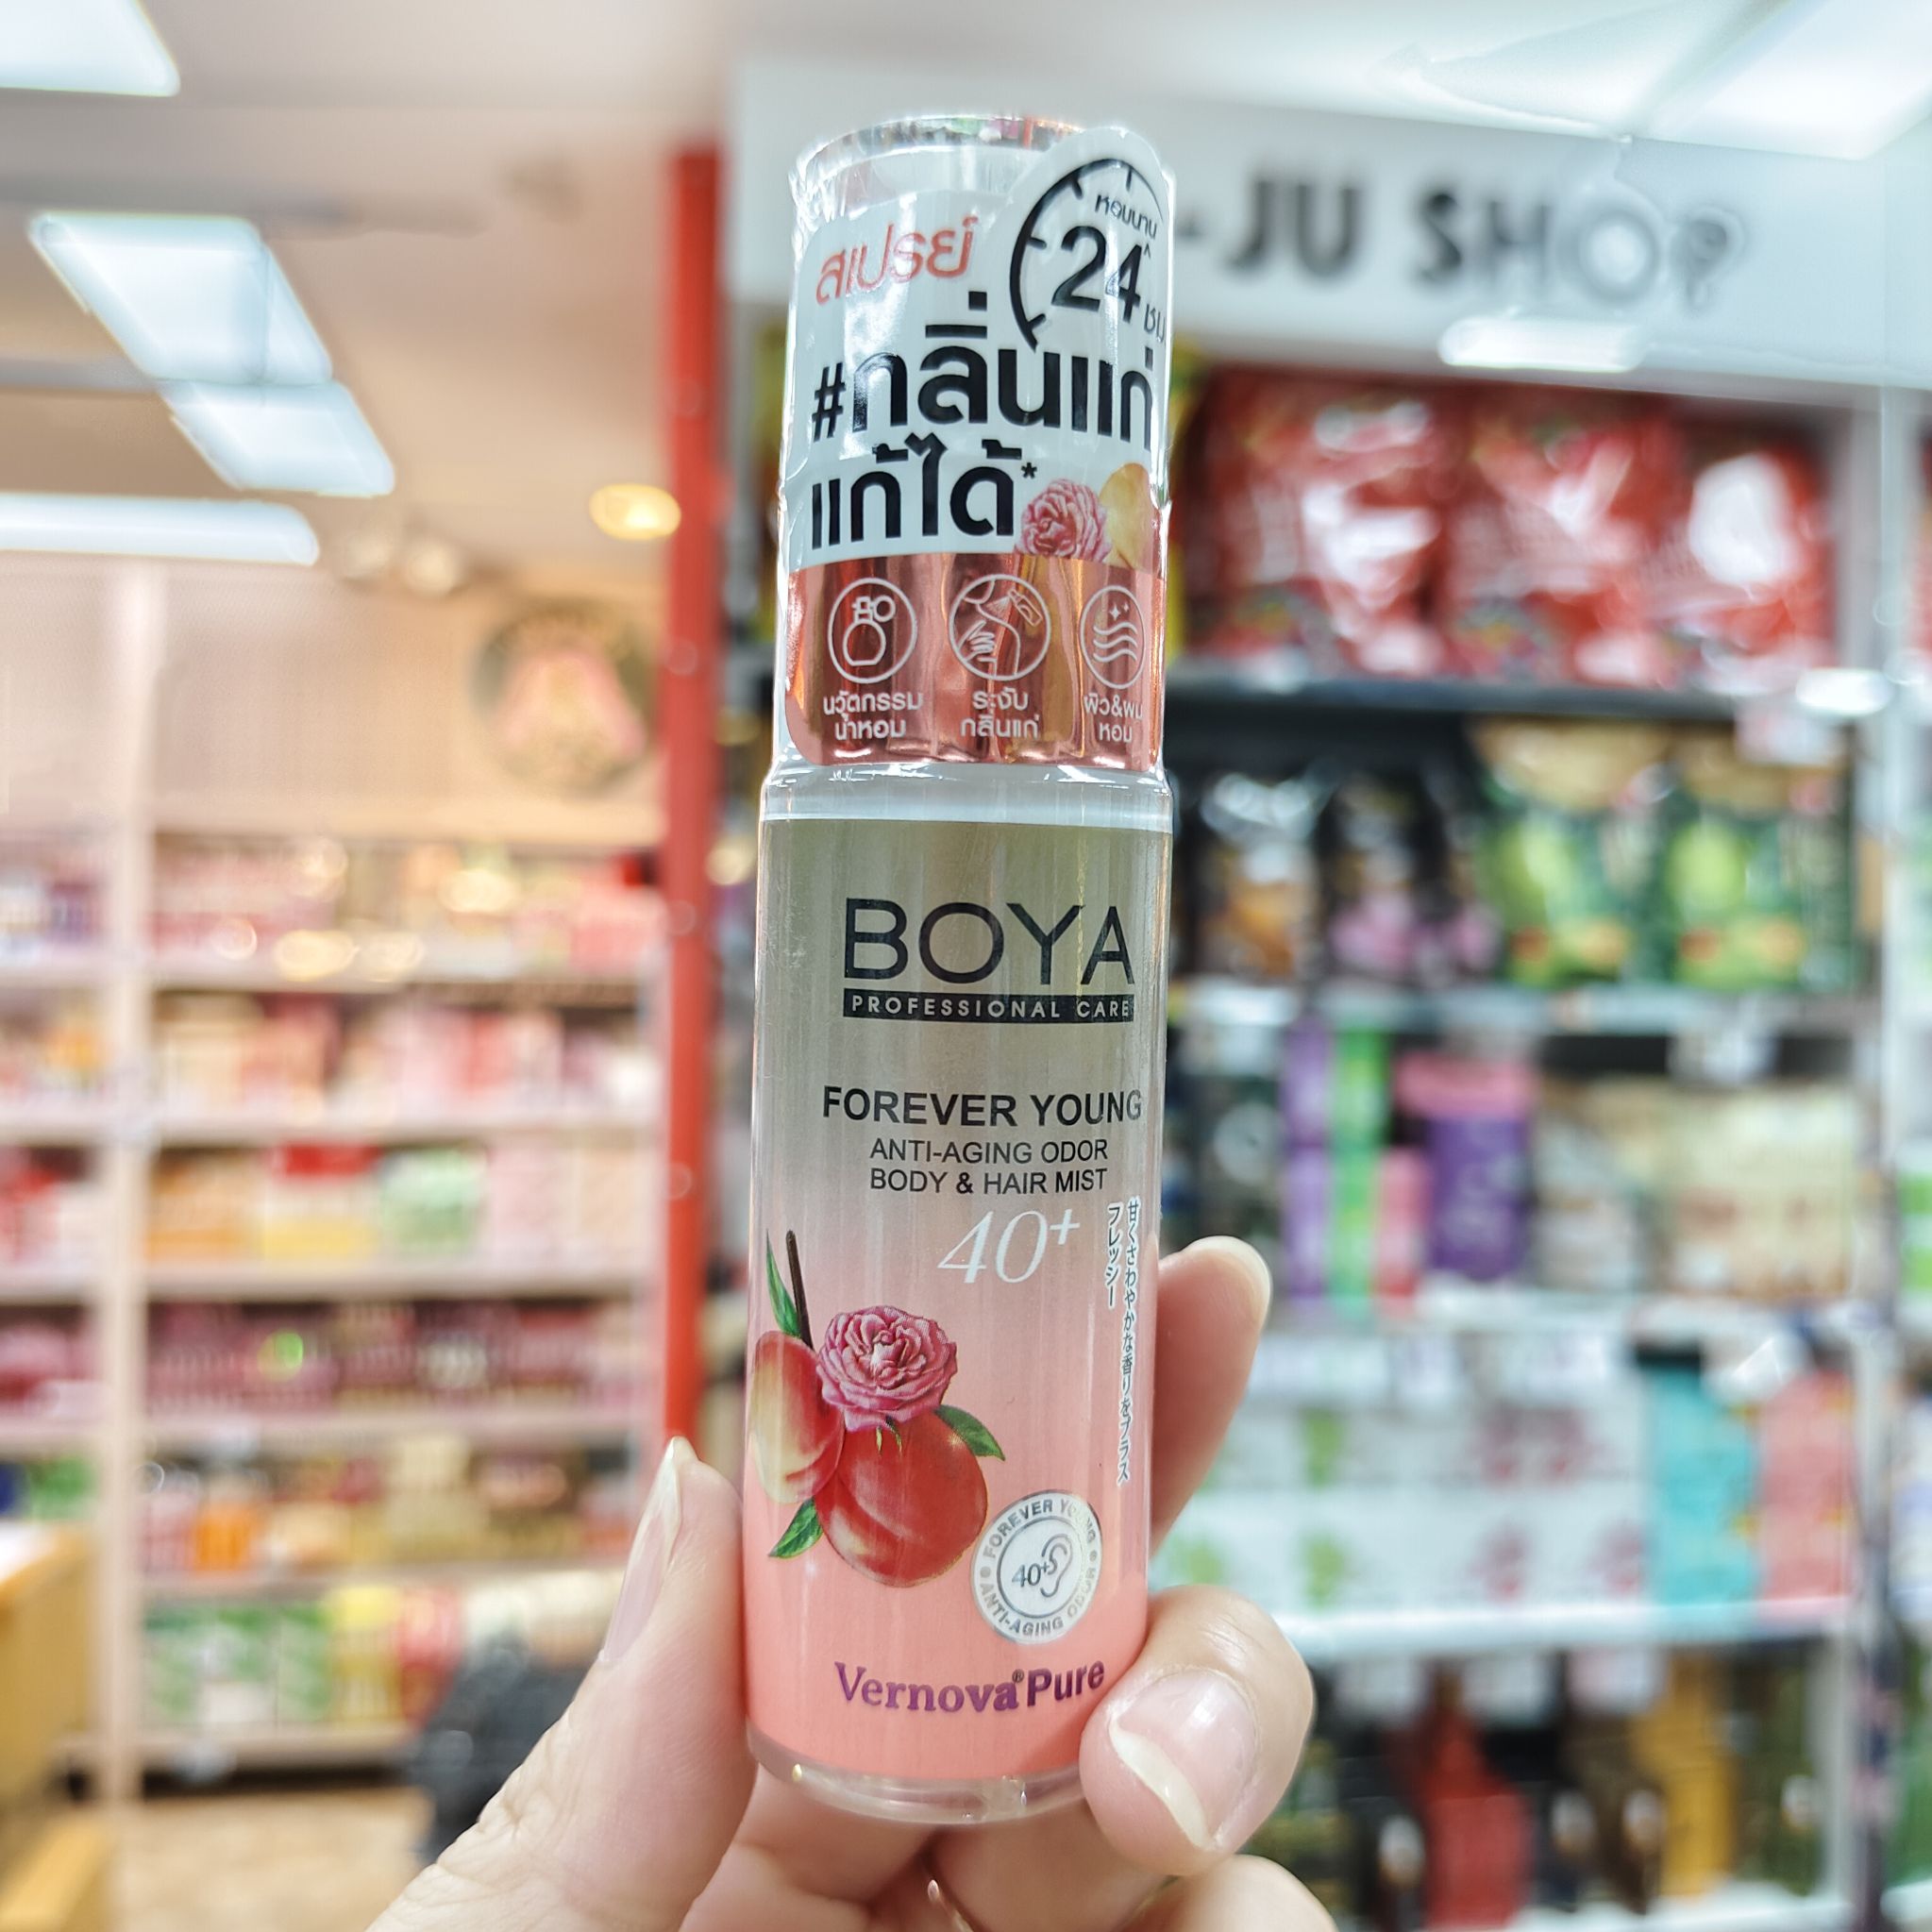 -JU SHOP
สเปรย์
หอมนาน
24
ชม
#กลิ่นแก่
แก้ได้*
นวัตกรรม
น้ำหอม
ระงับ
กลิ่นแก่
ผิว&ผม
หอม
BOYA
PROFESSIONAL CARE
FOREVER YOUNG
ANTI-AGING ODOR
BODY & HAIR MIST
40+
甘くさわやかな香りをプラス
フレッシー
FOREVER YOUNG
40+
ANTI-AGING ODOR
Vernova®Pure